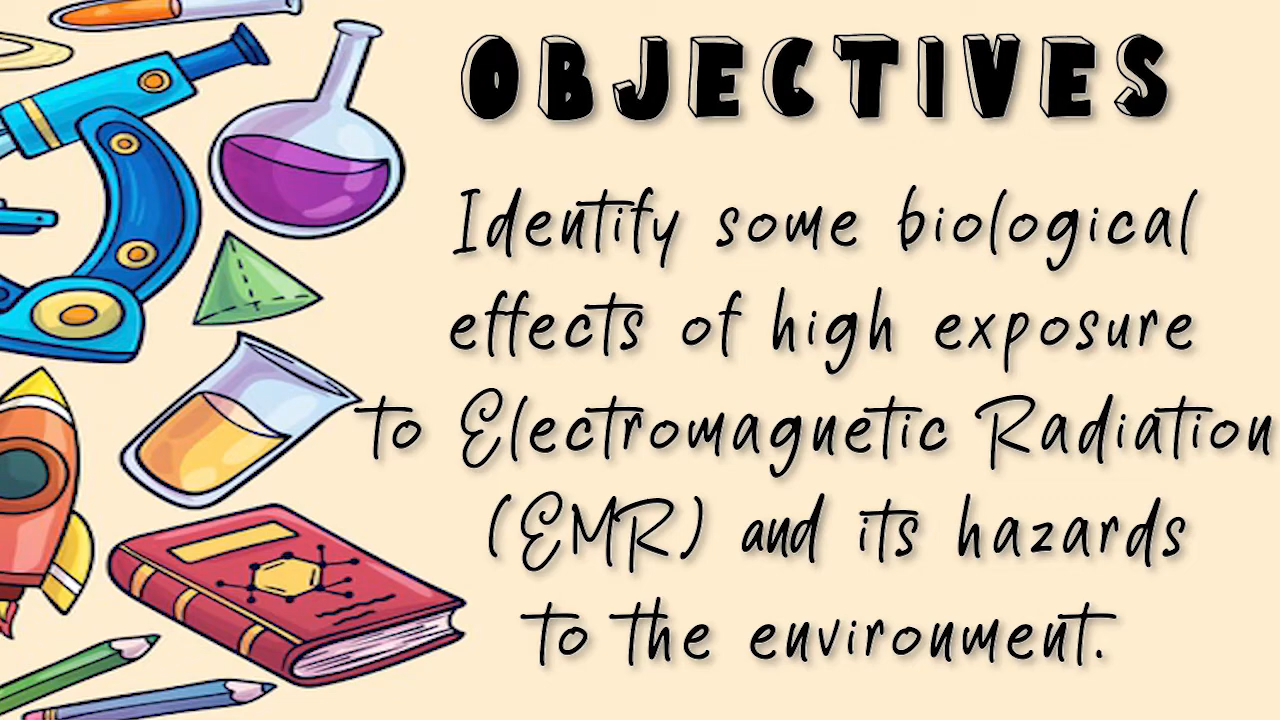 OBJECTIVES
Identify some biological
effects of high exposure
to Electromagnetic Radiation
(EMR) and its hazards
to the environment.